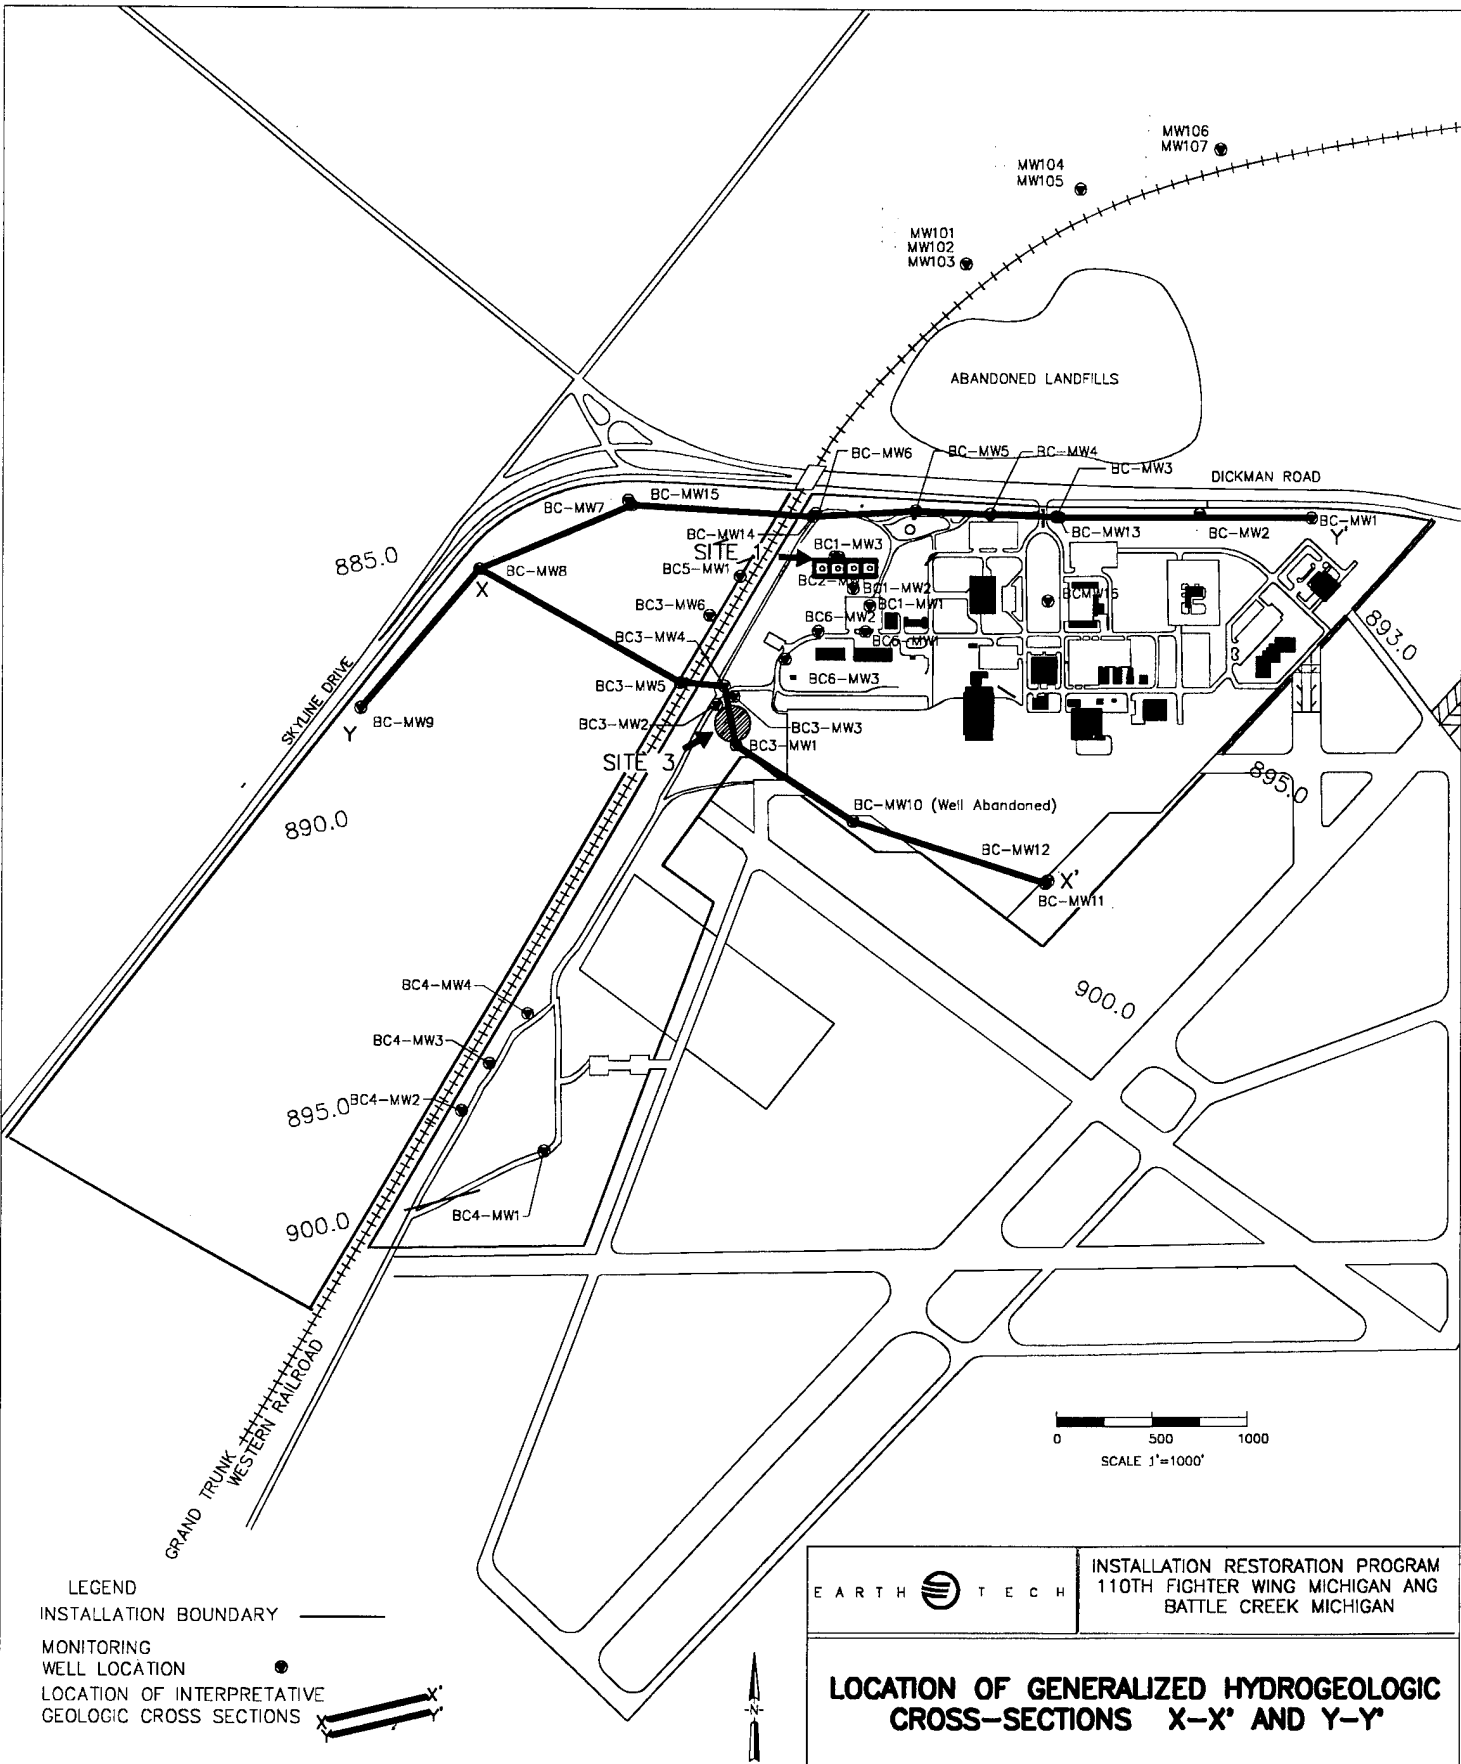 MW106
MW107
MW104
MW105
MW101
MW102
MW103
ABANDONED LANDFILLS
BC-MW6
BC-MW5
BC-MW4
BC-MW3
DICKMAN ROAD
BC-MW15
BC-MW7
BC-MW14
BC-MW13
BC-MW2
BC-MW1
Y'
885.0
SITE 1
BC1-MW3
BC5-MW1
BC-MW8
X
BC1-MW2
BC3-MW6
BC1-MW1
BCMW16
BC6-MW2
BC3-MW4
BC6-MW1
893.0
SKYLINE DRIVE
BC3-MW5
BC6-MW3
BC-MW9
Y
BC3-MW2
BC3-MW3
BC3-MW1
SITE 3
895.0
890.0
BC-MW10 (Well Abandoned)
BC-MW12
X'
BC-MW11
BC4-MW4
900.0
BC4-MW3
895.0
BC4-MW2
900.0
BC4-MW1
GRAND TRUNK
WESTERN RAILROAD
0 500 1000
SCALE 1"=1000'
LEGEND
INSTALLATION BOUNDARY
MONITORING
WELL LOCATION
LOCATION OF INTERPRETATIVE
GEOLOGIC CROSS SECTIONS
X X'
Y Y'
-N-
EARTH TECH
INSTALLATION RESTORATION PROGRAM
110TH FIGHTER WING MICHIGAN ANG
BATTLE CREEK MICHIGAN
LOCATION OF GENERALIZED HYDROGEOLOGIC
CROSS-SECTIONS X-X' AND Y-Y'